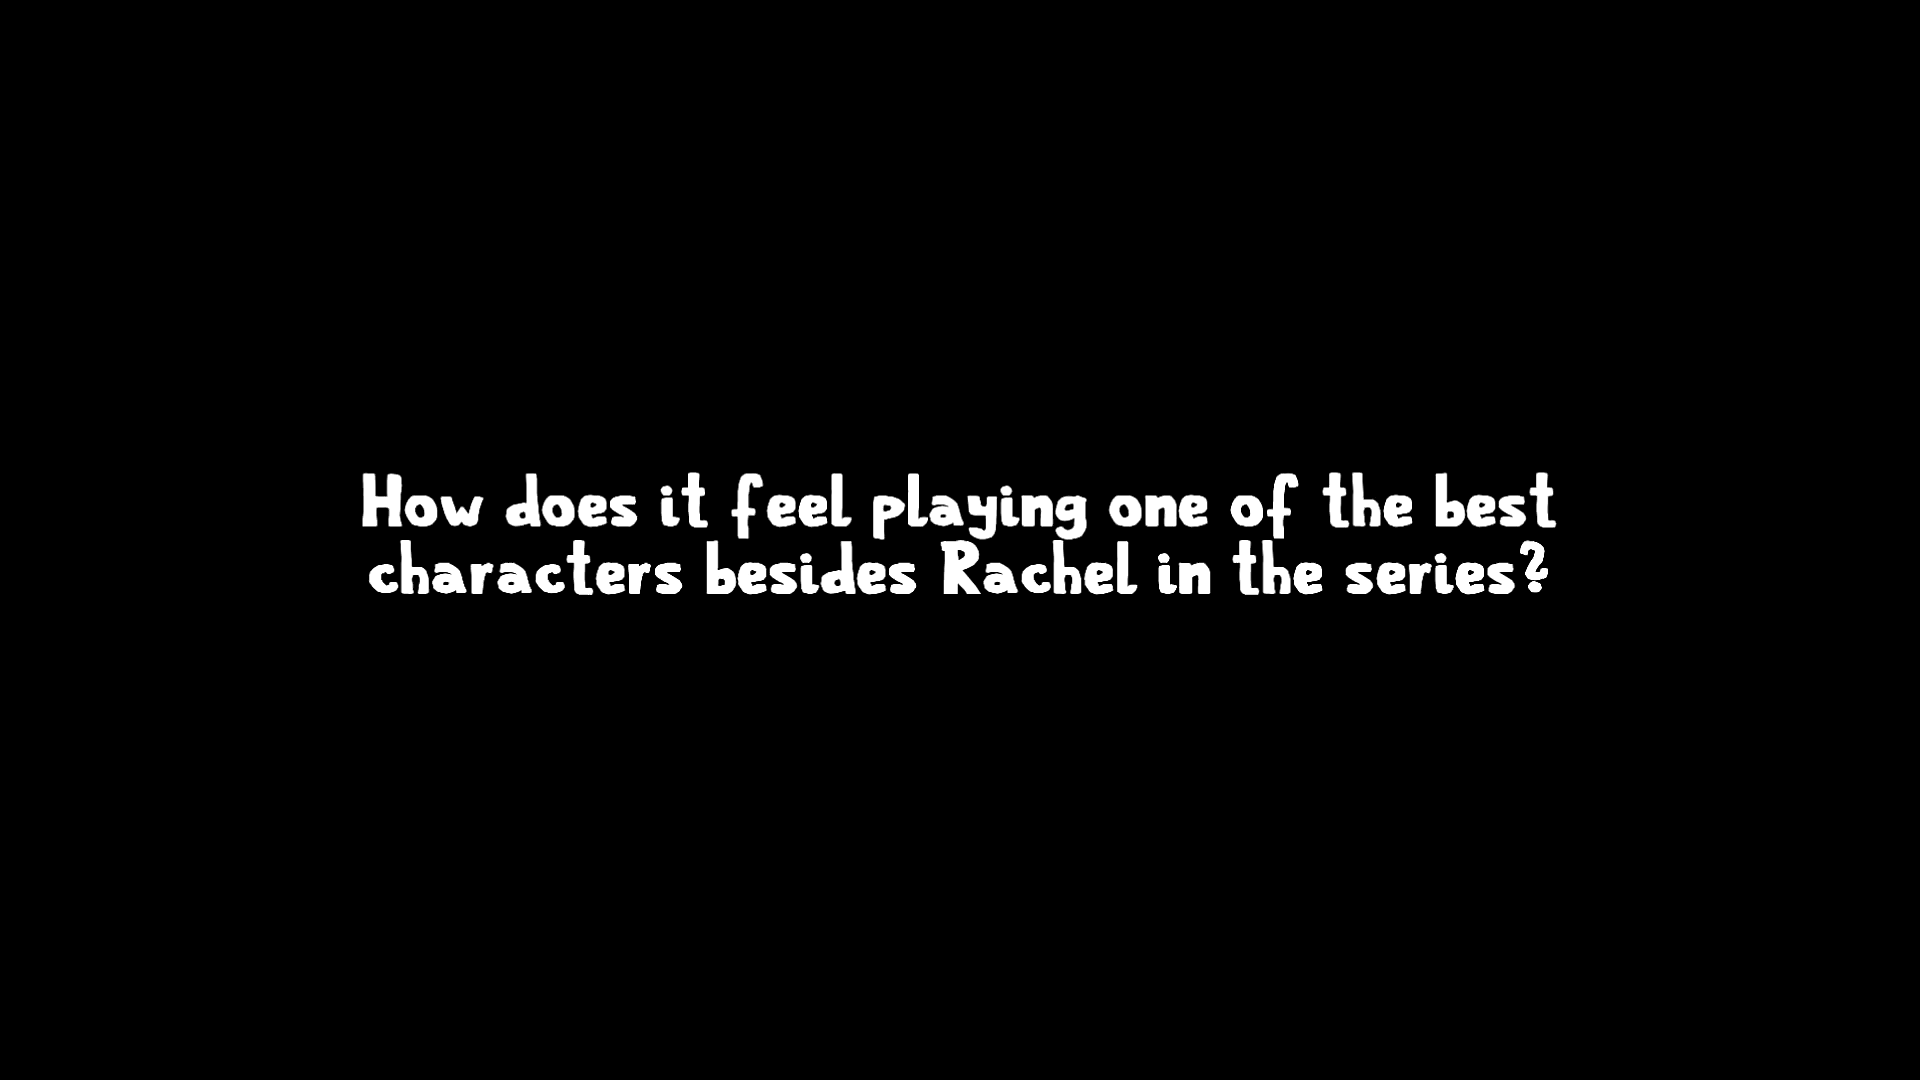 How does it feel playing one of the best
characters besides Rachel in the series?